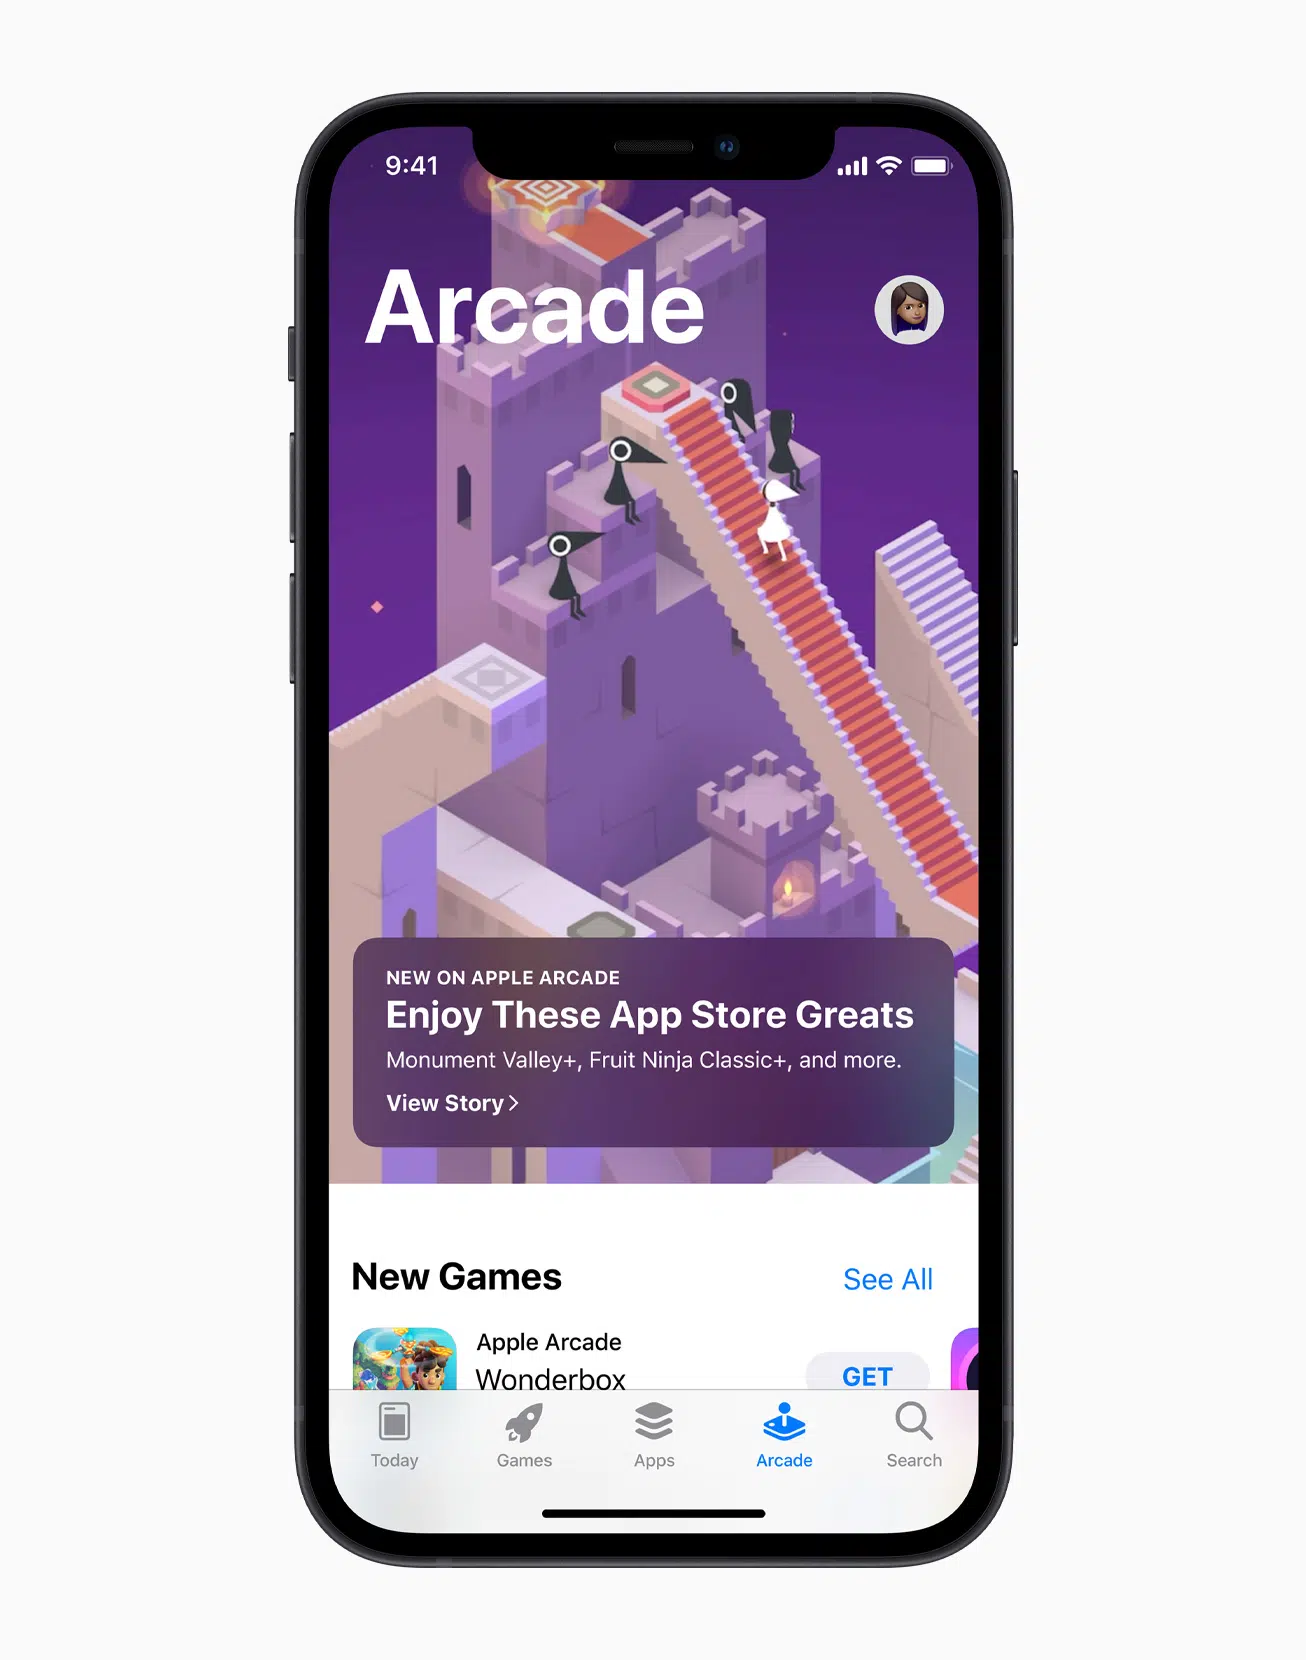 9:41
Arcade
NEW ON APPLE ARCADE
Enjoy These App Store Greats
Monument Valley+, Fruit Ninja Classic+, and more.
View Story
New Games
See All
Apple Arcade
Wonderbox
GET
Today
Games
Apps
Arcade
Search